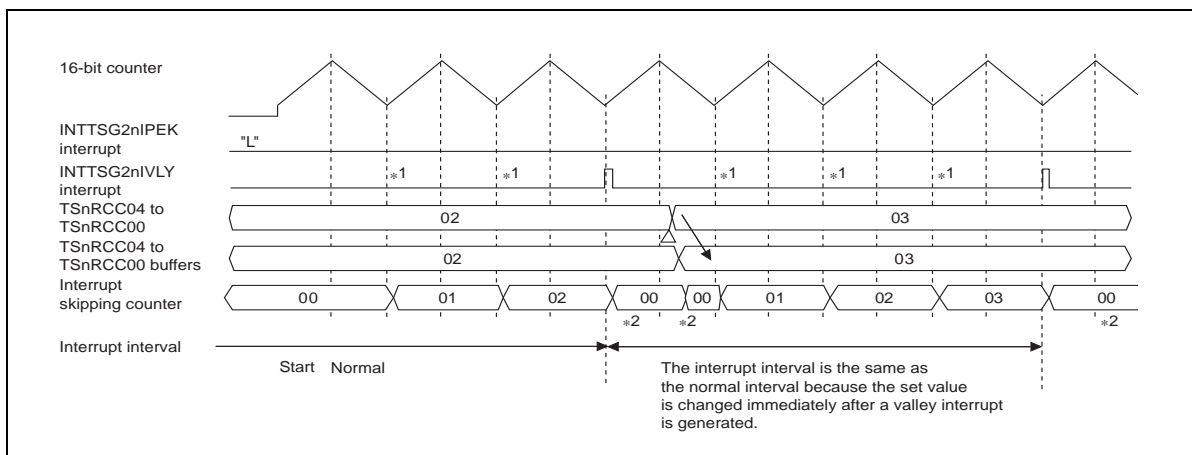 16-bit counter
INTTSG2nIPEK
interrupt
"L"
INTTSG2nIVLY
interrupt
*1 *1 *1 *1 *1
TSnRCC04 to
TSnRCC00
02 03
TSnRCC04 to
TSnRCC00 buffers
02 03
Interrupt
skipping counter
00 01 02 00 00 01 02 03 00
*2 *2 *2
Interrupt interval
Start Normal
The interrupt interval is the same as
the normal interval because the set value
is changed immediately after a valley interrupt
is generated.